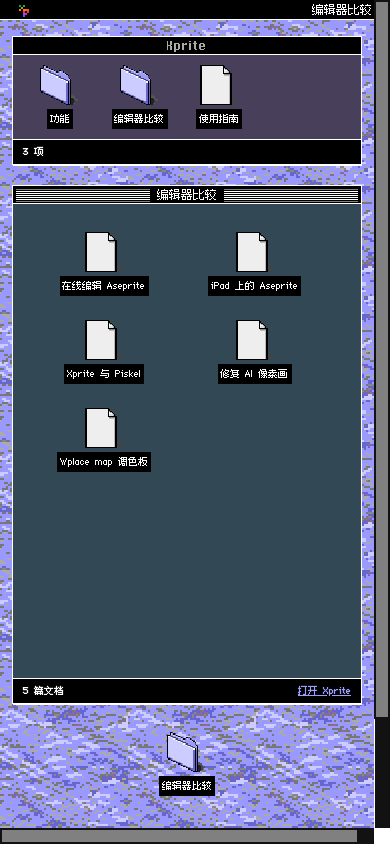 编辑器比较
Xprite
功能
编辑器比较
使用指南
3 项
编辑器比较
在线编辑 Aseprite
iPad 上的 Aseprite
Xprite 与 Piskel
修复 AI 像素画
Wplace map 调色板
5 篇文档
打开 Xprite
编辑器比较